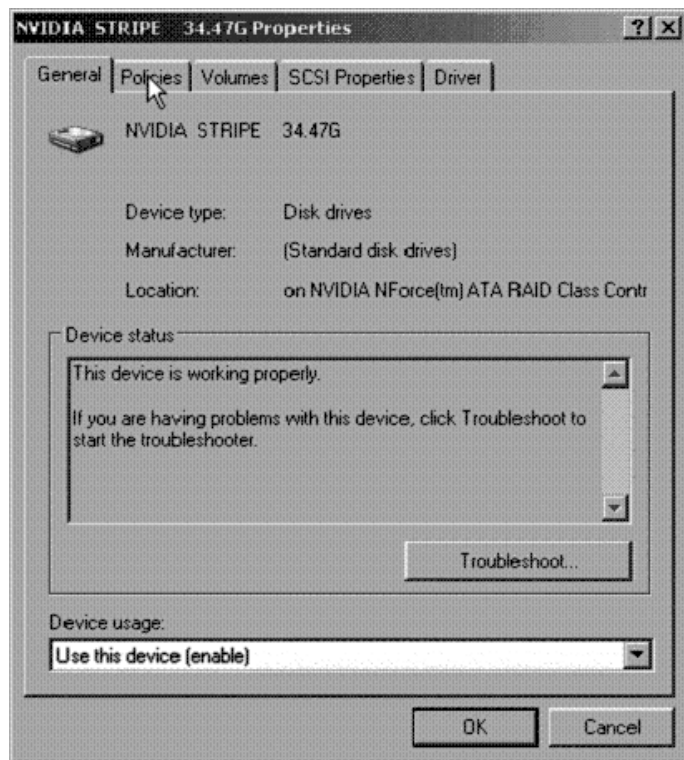 NVIDIA STRIPE 34.47G Properties
General Policies Volumes SCSI Properties Driver
NVIDIA STRIPE 34.47G
Device type: Disk drives
Manufacturer: (Standard disk drives)
Location: on NVIDIA NForce(tm) ATA RAID Class Contr
Device status
This device is working properly.
If you are having problems with this device, click Troubleshoot to
start the troubleshooter.
Troubleshoot...
Device usage:
Use this device (enable)
OK Cancel